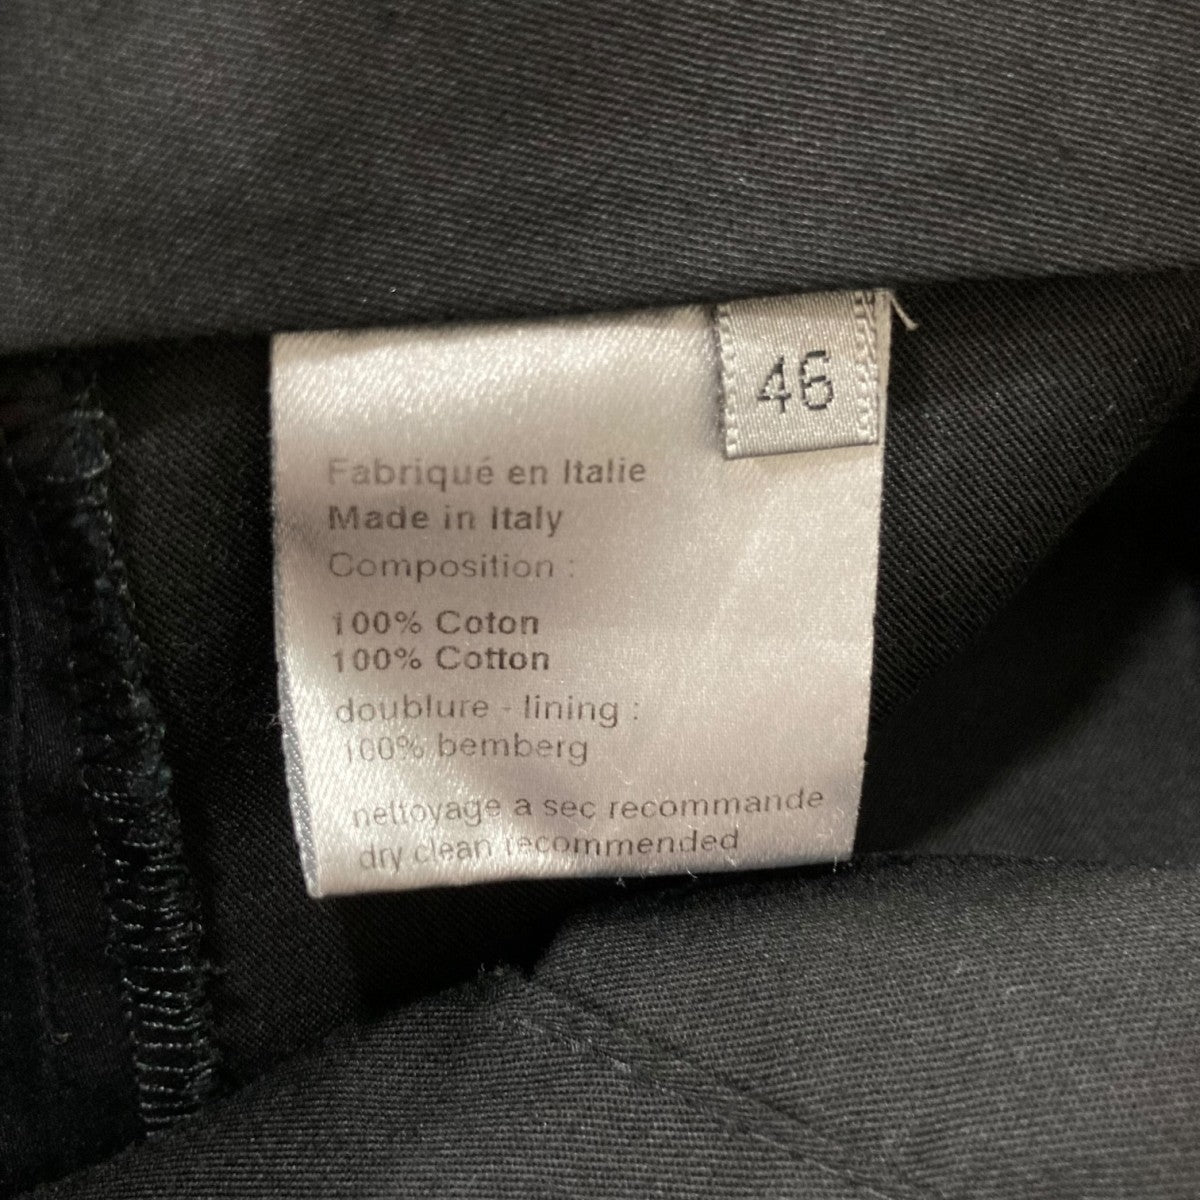 46
Fabriqué en Italie
Made in Italy
Composition :
100% Coton
100% Cotton
doublure - lining :
100% bemberg
nettoyage a sec recommande
dry clean recommended